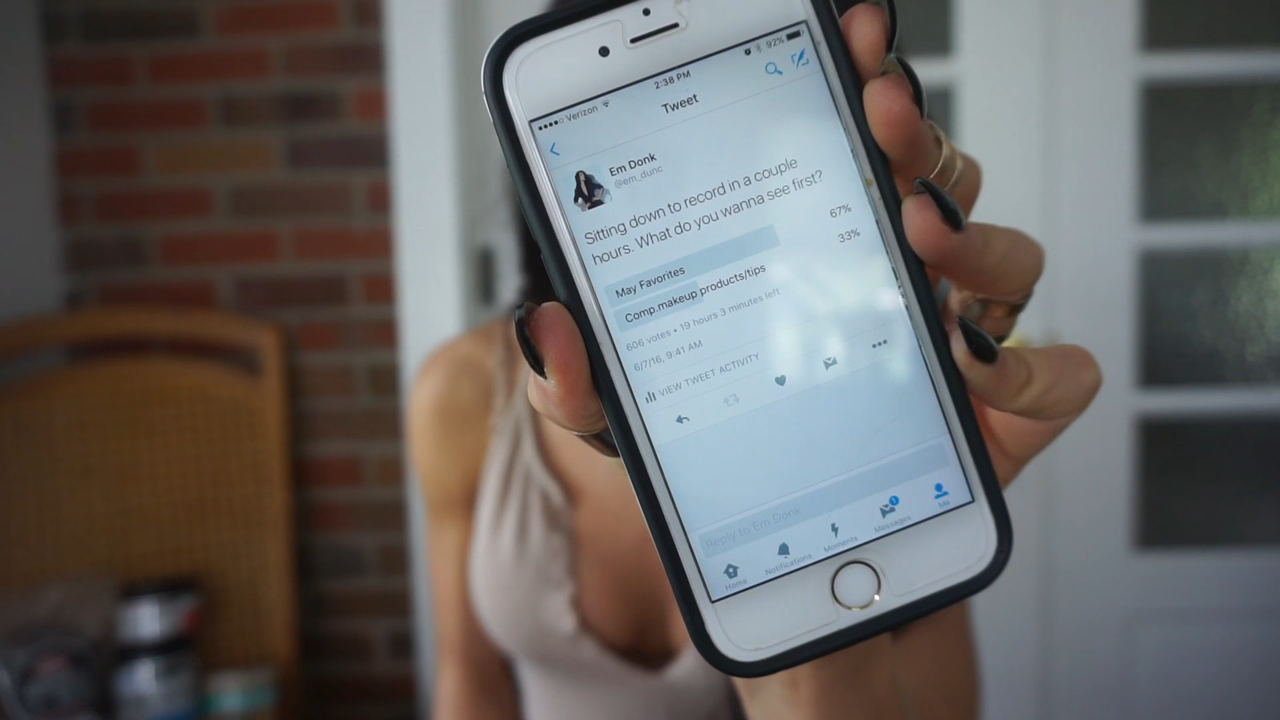 Verizon 2:38 PM 92%
Tweet
Em Donk
@em_dunc
Sitting down to record in a couple
hours. What do you wanna see first?
May Favorites 67%
Comp.makeup products/tips 33%
606 votes • 19 hours 3 minutes left
6/7/16, 9:41 AM
VIEW TWEET ACTIVITY
Reply to Em Donk
Home Notifications Moments Messages 1 Me